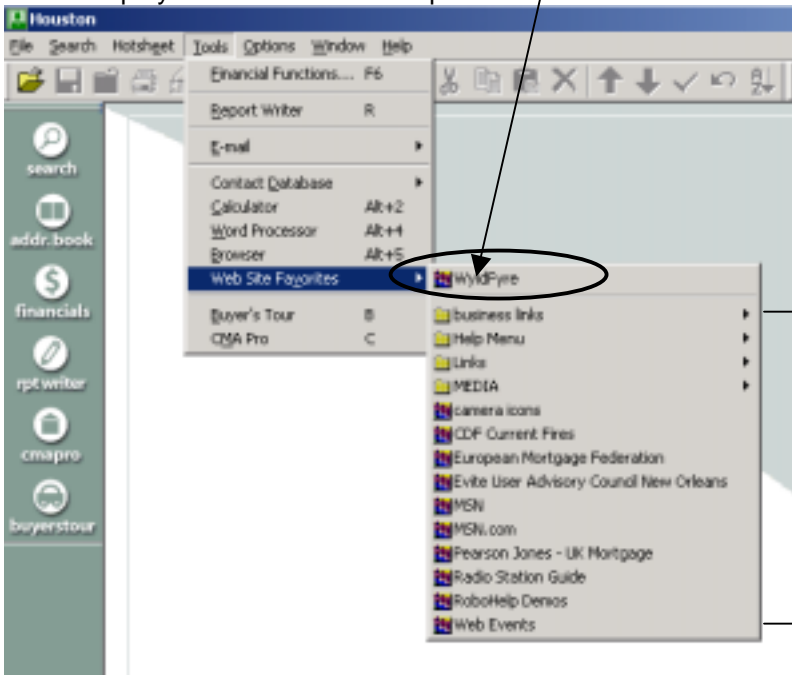 Houston
File Search Hotsheet Tools Options Window Help
Financial Functions... F6
Report Writer R
E-mail
Contact Database
Calculator Alt+2
Word Processor Alt+4
Browser Alt+5
Web Site Favorites
Buyer's Tour B
CMA Pro C
WyldFyre
business links
Help Menu
Links
MEDIA
camera icons
CDF Current Fires
European Mortgage Federation
Evite User Advisory Council New Orleans
MSN
MSN.com
Pearson Jones - UK Mortgage
Radio Station Guide
RoboHelp Demos
Web Events
search
addr.book
financials
rpt writer
cmapro
buyerstour